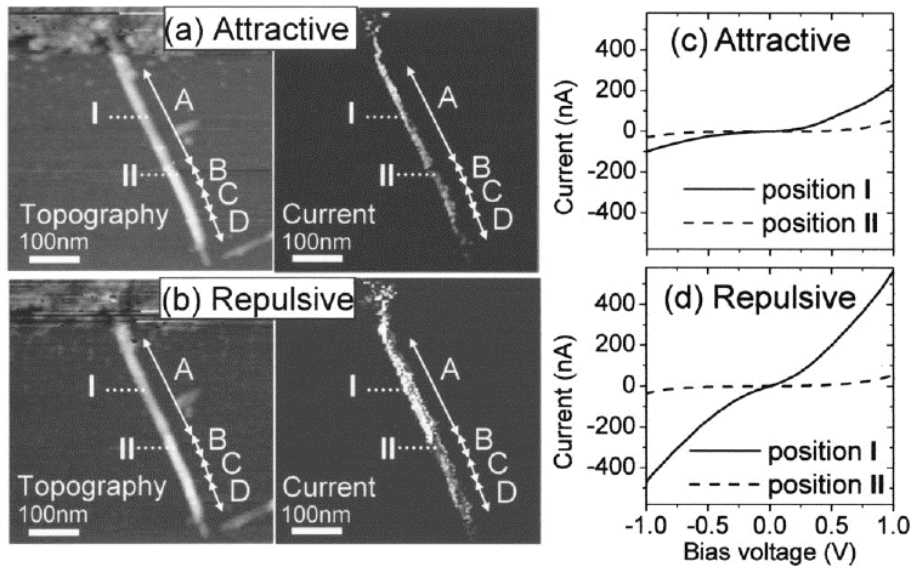 (a) Attractive
A
I
B
II
C
D
Topography
100nm
A
I
B
II
C
D
Current
100nm
(b) Repulsive
A
I
B
II
C
D
Topography
100nm
A
I
B
II
C
D
Current
100nm
(c) Attractive
Current (nA)
400
200
0
-200
-400
position I
position II
(d) Repulsive
Current (nA)
400
200
0
-200
-400
position I
position II
-1.0 -0.5 0.0 0.5 1.0
Bias voltage (V)